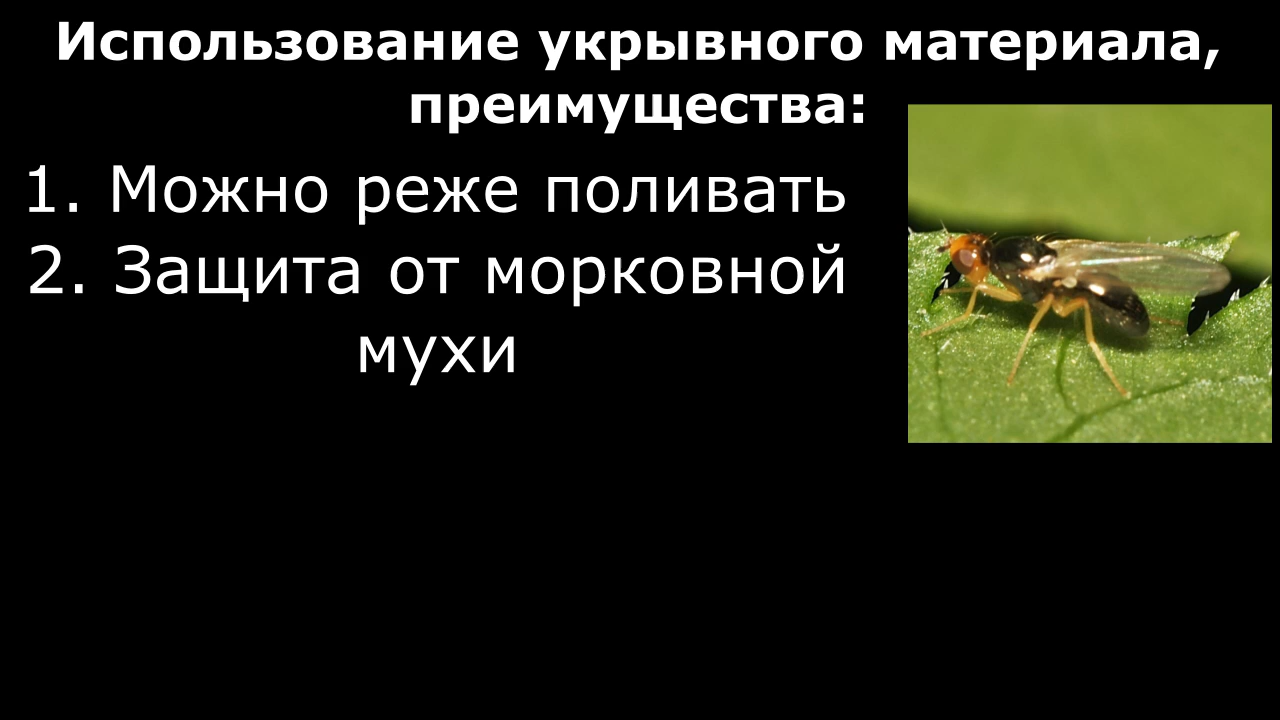 Использование укрывного материала,
преимущества:
1. Можно реже поливать
2. Защита от морковной
мухи